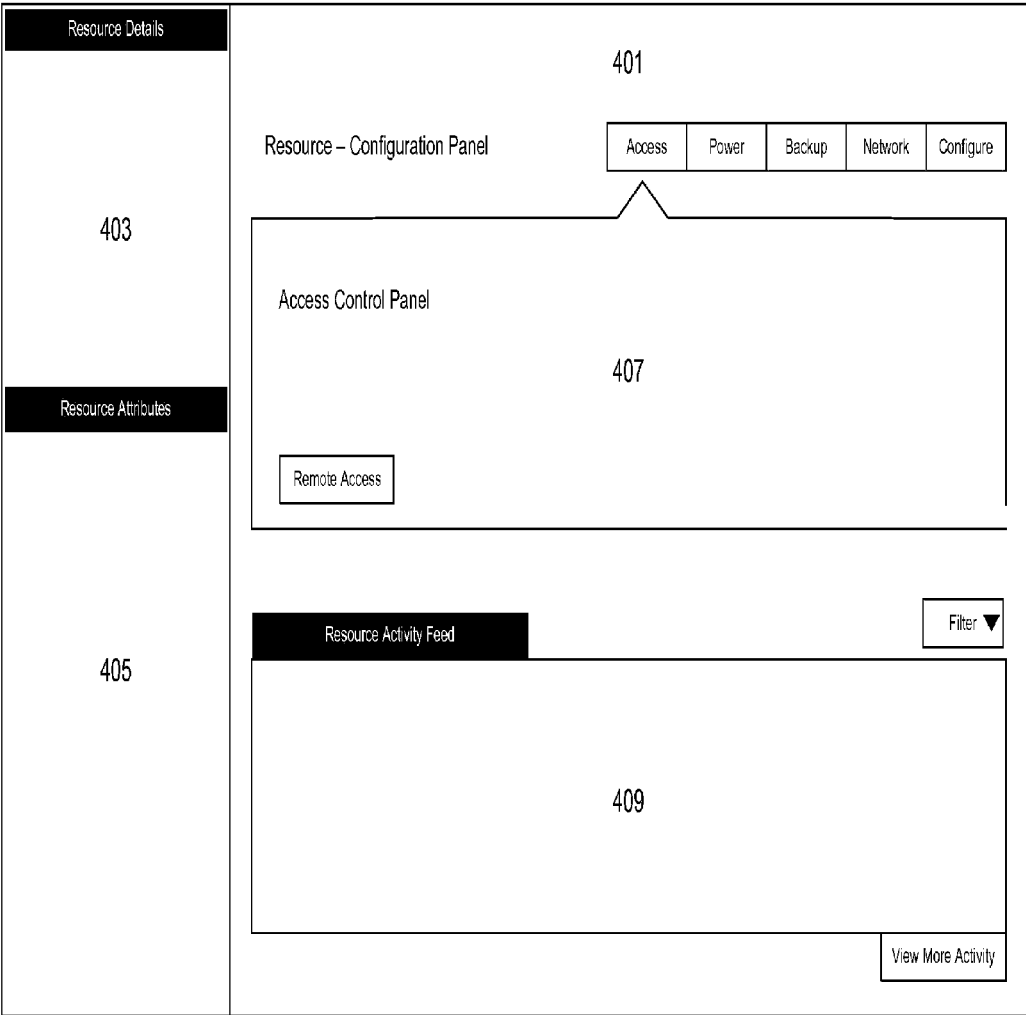 Resource Details
403
Resource Attributes
405
401
Resource – Configuration Panel
Access
Power
Backup
Network
Configure
Access Control Panel
407
Remote Access
Resource Activity Feed
Filter ▼
409
View More Activity